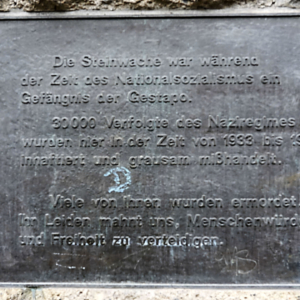 Die Steinwache war während
der Zeit des Nationalsozialismus ein
Gefängnis der Gestapo.
30000 Verfolgte des Naziregimes
wurden hier in der Zeit von 1933 bis
inhaftiert und grausam mißhandelt.
D
Viele von ihnen wurden ermordet.
Ihr Leiden mahnt uns, Menschenwürd
und Freiheit zu verteidigen.